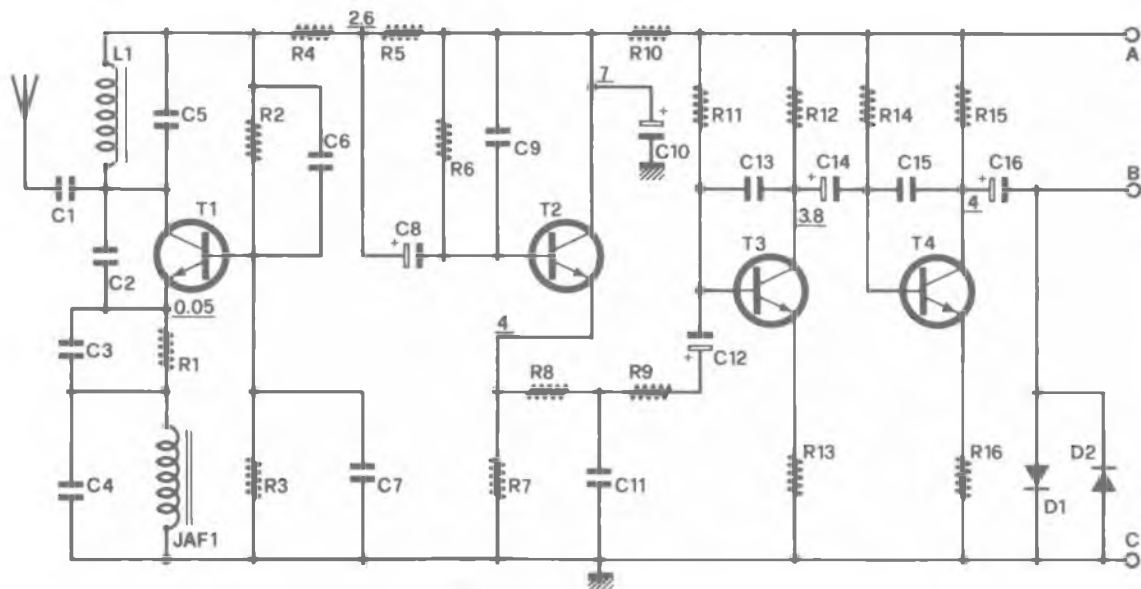 2.6
L1
R4
R5
R10
A
7
C5
R2
C6
R6
C9
C10
R11
R12
R14
R15
C13
C14
C15
C16
B
C1
T1
T2
3.8
4
C2
C8
T3
T4
0.05
4
C3
R1
C12
R8
R9
C4
R3
C7
R7
C11
R13
R16
D2
D1
JAF1
C
+
+
+
+
+